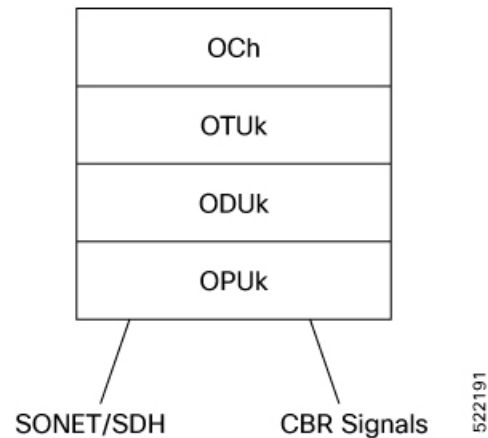 OCh
OTUk
ODUk
OPUk
SONET/SDH
CBR Signals
522191